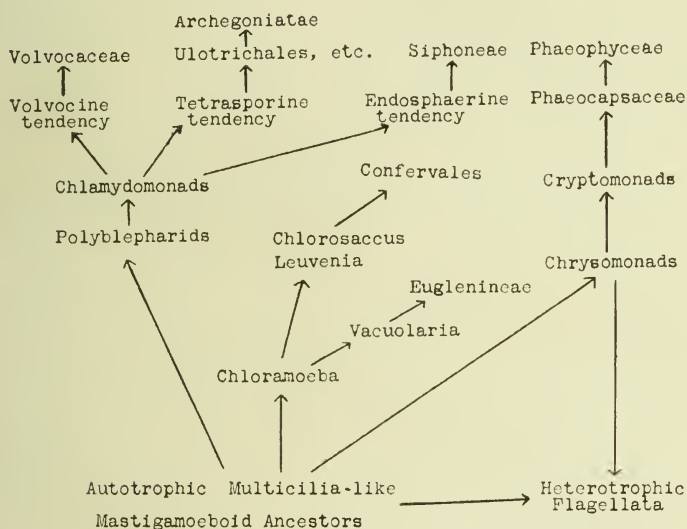 Archegoniatae
Volvocaceae
Ulotrichales, etc.
Siphoneae
Phaeophyceae
Volvocine
tendency
Tetrasporine
tendency
Endosphaerine
tendency
Phaeocapsaceae
Confervales
Chlamydomonads
Cryptomonads
Polyblepharids
Chlorosaccus
Leuvenia
Chrysomonads
Euglenineae
Vacuolaria
Chloramoeba
Autotrophic Multicilia-like
Mastigamoeboid Ancestors
Heterotrophic
Flagellata